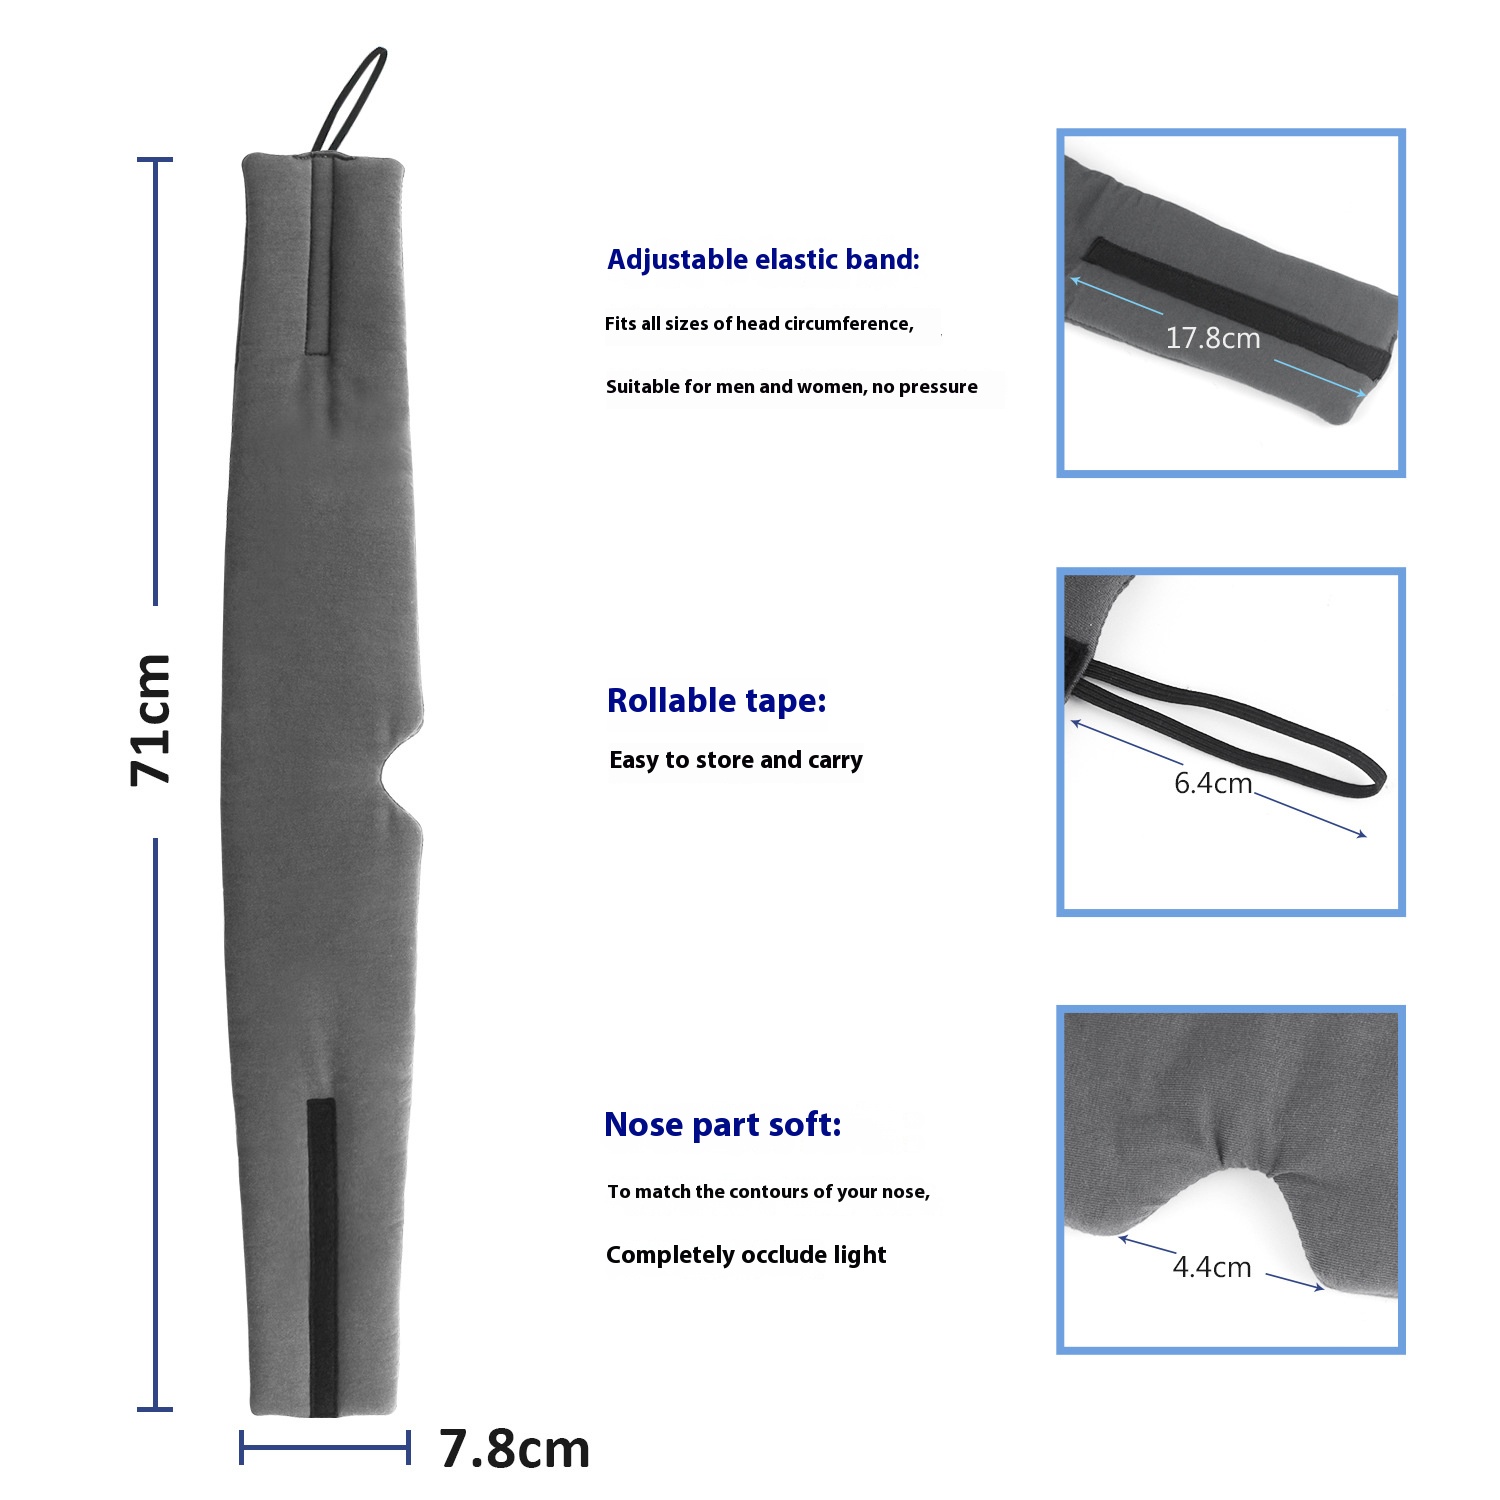 Adjustable elastic band:
Fits all sizes of head circumference,
Suitable for men and women, no pressure
17.8cm
71cm
Rollable tape:
Easy to store and carry
6.4cm
Nose part soft:
To match the contours of your nose,
Completely occlude light
4.4cm
7.8cm